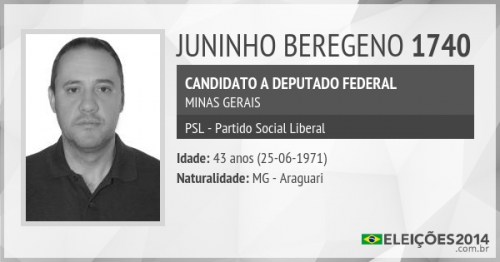 JUNINHO BEREGENO 1740
CANDIDATO A DEPUTADO FEDERAL
MINAS GERAIS
PSL - Partido Social Liberal
Idade: 43 anos (25-06-1971)
Naturalidade: MG - Araguari
ELEIÇÕES2014
.com.br